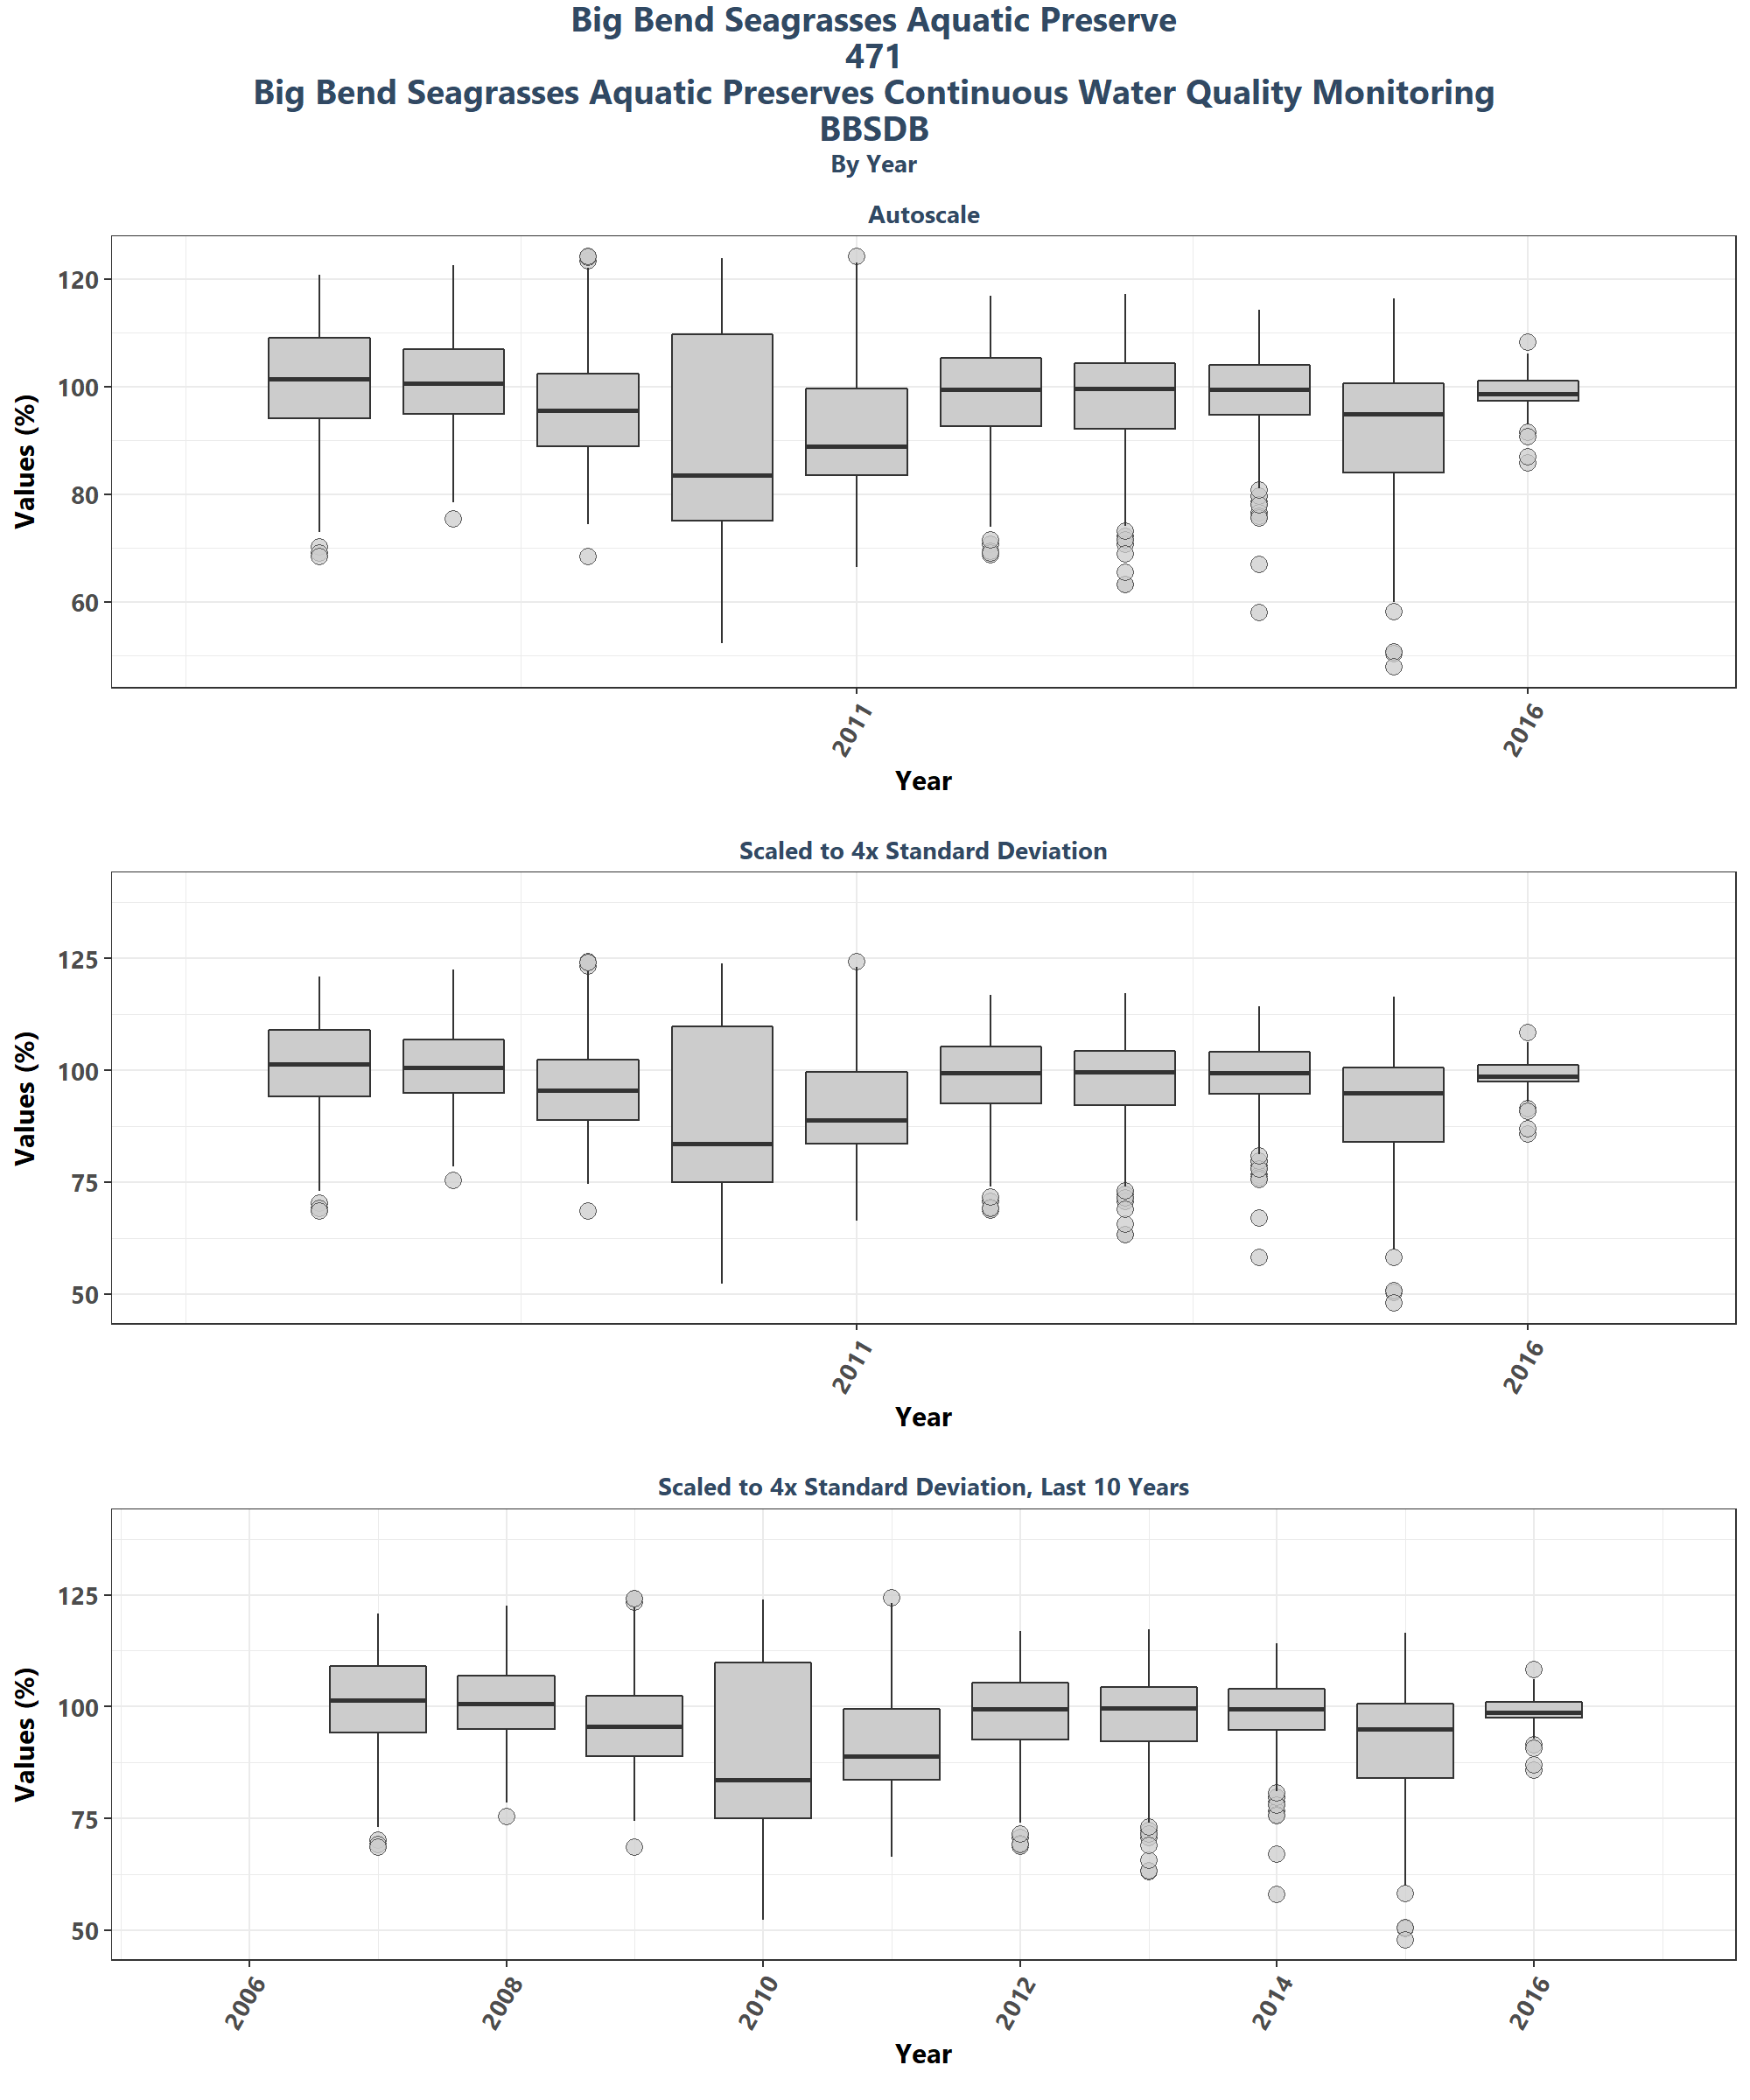 Big Bend Seagrasses Aquatic Preserve
471
Big Bend Seagrasses Aquatic Preserves Continuous Water Quality Monitoring
BBSDB
By Year
Autoscale
120
100
80
60
Values (%)
2011
2016
Year
Scaled to 4x Standard Deviation
125
100
75
50
Values (%)
2011
2016
Year
Scaled to 4x Standard Deviation, Last 10 Years
125
100
75
50
Values (%)
2006
2008
2010
2012
2014
2016
Year